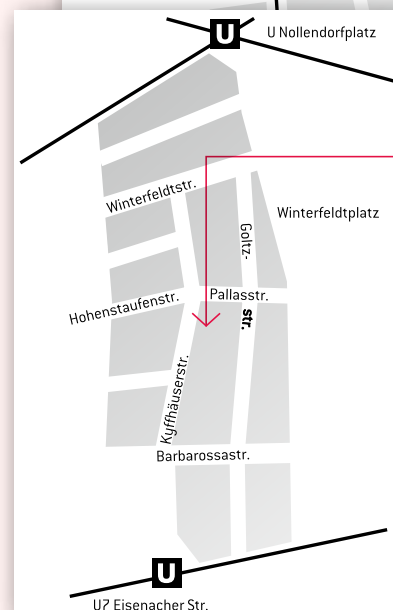 U
U Nollendorfplatz
Winterfeldtstr.
Winterfeldtplatz
Goltz-
str.
Hohenstaufenstr.
Pallasstr.
Kyffhäuserstr.
Barbarossastr.
U
U7 Eisenacher Str.